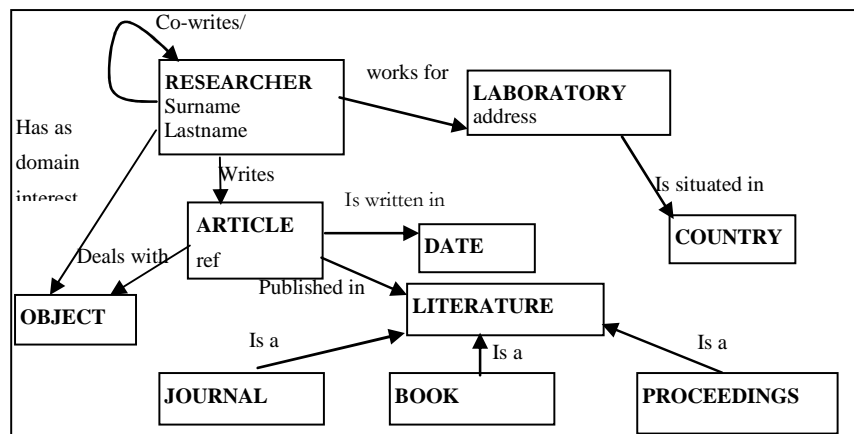 Co-writes/
RESEARCHER
Surname
Lastname
works for
LABORATORY
address
Has as
domain
interest
Writes
Is written in
Is situated in
ARTICLE
ref
DATE
COUNTRY
Deals with
Published in
OBJECT
LITERATURE
Is a
Is a
Is a
JOURNAL
BOOK
PROCEEDINGS